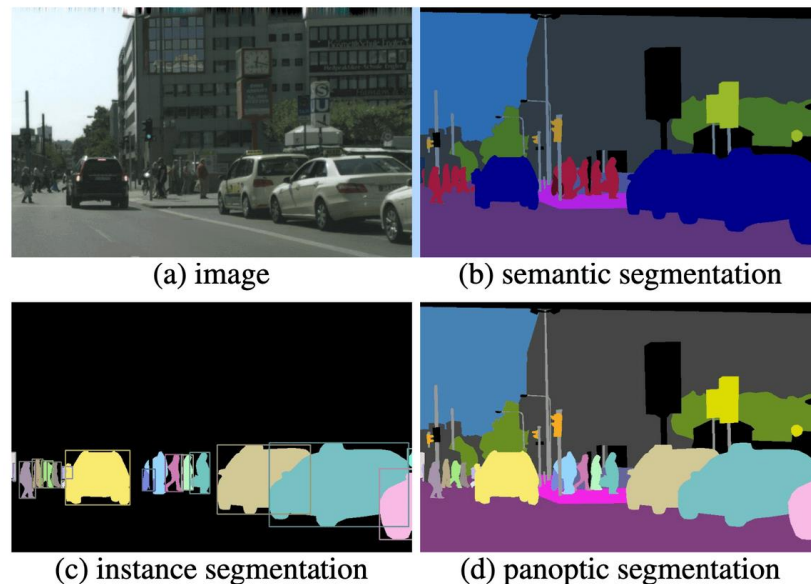 (a) image
(b) semantic segmentation
(c) instance segmentation
(d) panoptic segmentation